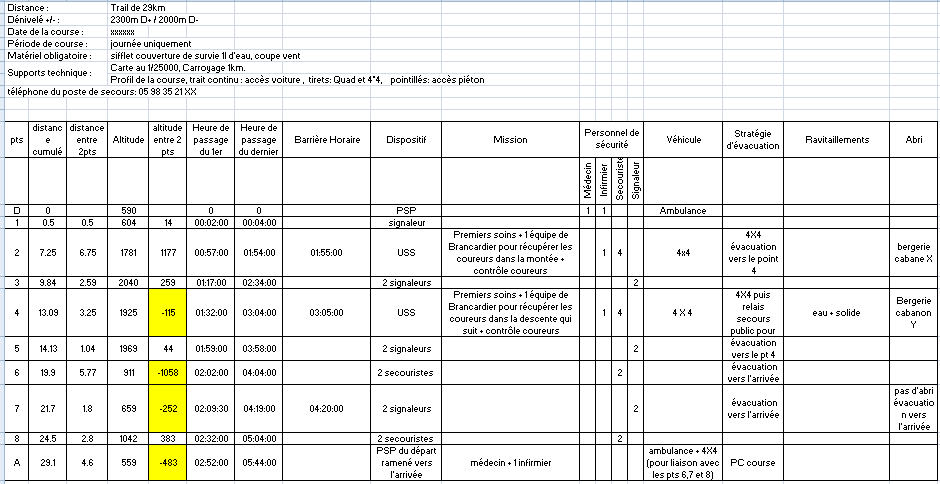 Distance : Trail de 29km
Dénivelé +/- : 2300m D+ / 2000m D-
Date de la course : xxxxxx
Période de course : journée uniquement
Matériel obligatoire : sifflet couverture de survie 1l d'eau, coupe vent
Supports technique : Carte au 1/25000, Carroyage 1km.
Profil de la course, trait continu : accès voiture , tirets: Quad et 4*4, pointillés: accès piéton
téléphone du poste de secours: 05 98 35 21 XX
pts distanc e cumulé distance entre 2pts Altitude altitude entre 2 pts Heure de passage du 1er Heure de passage du dernier Barrière Horaire Dispositif Mission Personnel de sécurité Véhicule Stratégie d'évacuation Ravitaillements Abri
Médecin Infirmier Secouriste Signaleur
D 0 590 0 0 PSP 1 1 Ambulance
1 0.5 0.5 604 14 00:02:00 00:04:00 signaleur
2 7.25 6.75 1781 1177 00:57:00 01:54:00 01:55:00 USS Premiers soins + 1 équipe de Brancardier pour récupérer les coureurs dans la montée + contrôle coureurs 1 4 4x4 4X4 évacuation vers le point 4 bergerie cabane X
3 9.84 2.59 2040 259 01:17:00 02:34:00 2 signaleurs 2
4 13.09 3.25 1925 -115 01:32:00 03:04:00 03:05:00 USS Premiers soins + 1 équipe de Brancardier pour récupérer les coureurs dans la descente qui suit + contrôle coureurs 1 4 4 X 4 4X4 puis relais secours public pour eau + solide Bergerie cabanon Y
5 14.13 1.04 1969 44 01:59:00 03:58:00 2 signaleurs 2 évacuation vers le pt 4
6 19.9 5.77 911 -1058 02:02:00 04:04:00 2 secouristes 2 évacuation vers l'arrivée
7 21.7 1.8 659 -252 02:09:30 04:19:00 04:20:00 2 signaleurs 2 évacuation vers l'arrivée pas d'abri évacuatio n vers l'arrivée
8 24.5 2.8 1042 383 02:32:00 05:04:00 2 secouristes 2
A 29.1 4.6 559 -483 02:52:00 05:44:00 PSP du départ ramené vers l'arrivée médecin + 1 infirmier ambulance + 4X4 (pour liaison avec les pts 6,7 et 8) PC course